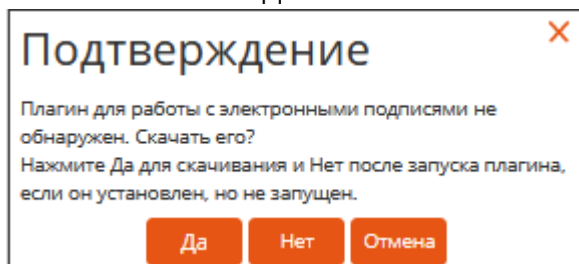 Подтверждение
Плагин для работы с электронными подписями не
обнаружен. Скачать его?
Нажмите Да для скачивания и Нет после запуска плагина,
если он установлен, но не запущен.
Да Нет Отмена